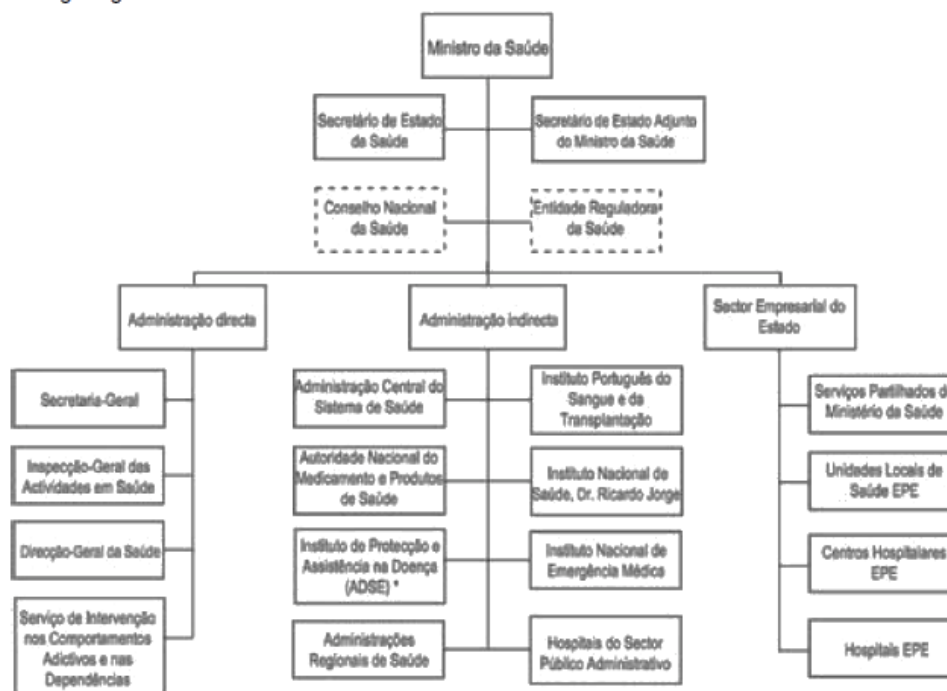 Ministro da Saúde
Secretário de Estado
da Saúde
Secretário de Estado Adjunto
do Ministro da Saúde
Conselho Nacional
da Saúde
Entidade Reguladora
da Saúde
Administração directa
Administração indirecta
Sector Empresarial do
Estado
Secretaria-Geral
Inspecção-Geral das
Actividades em Saúde
Direcção-Geral da Saúde
Serviço de Intervenção
nos Comportamentos
Adictivos e nas
Dependências
Administração Central do
Sistema de Saúde
Instituto Português do
Sangue e da
Transplantação
Autoridade Nacional do
Medicamento e Produtos
de Saúde
Instituto Nacional de
Saúde, Dr. Ricardo Jorge
Instituto de Protecção e
Assistência na Doença
(ADSE) *
Instituto Nacional de
Emergência Médica
Administrações
Regionais de Saúde
Hospitais do Sector
Público Administrativo
Serviços Partilhados d
Ministério da Saúde
Unidades Locais de
Saúde EPE
Centros Hospitalares
EPE
Hospitais EPE